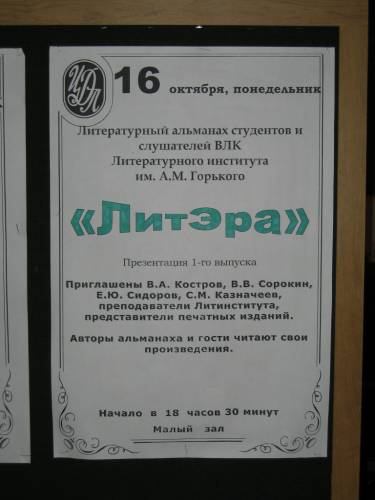 ЦДЛ
16 октября, понедельник
Литературный альманах студентов и
слушателей ВЛК
Литературного института
им. А.М. Горького
«ЛитЭра»
Презентация 1-го выпуска
Приглашены В.А. Костров, В.В. Сорокин,
Е.Ю. Сидоров, С.М. Казначеев,
преподаватели Литинститута,
представители печатных изданий.
Авторы альманаха и гости читают свои
произведения.
Начало в 18 часов 30 минут
Малый зал